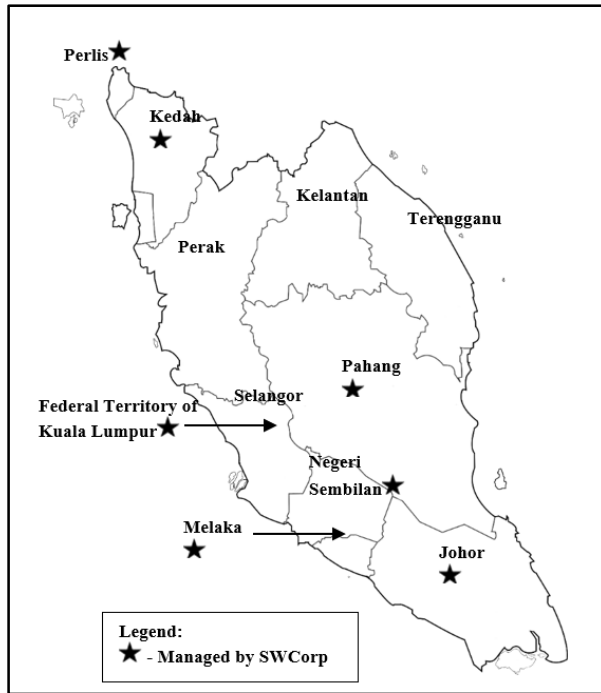 Perlis
Kedah
Kelantan
Terengganu
Perak
Pahang
Selangor
Federal Territory of
Kuala Lumpur
Negeri
Sembilan
Melaka
Johor
Legend:
- Managed by SWCorp